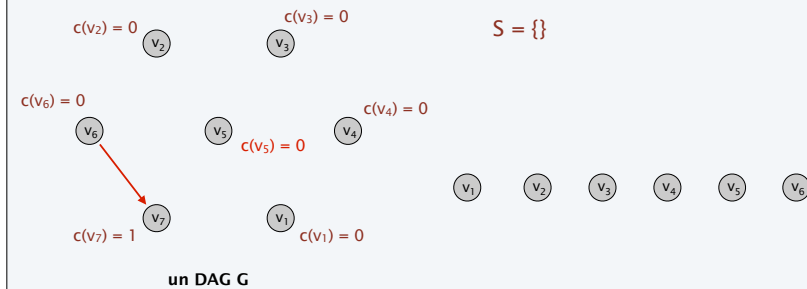 c(v₂) = 0
v₂
c(v₃) = 0
v₃
S = {}
c(v₆) = 0
v₆
v₅
c(v₅) = 0
c(v₄) = 0
v₄
v₁ v₂ v₃ v₄ v₅ v₆
c(v₇) = 1
v₇
v₁
c(v₁) = 0
un DAG G